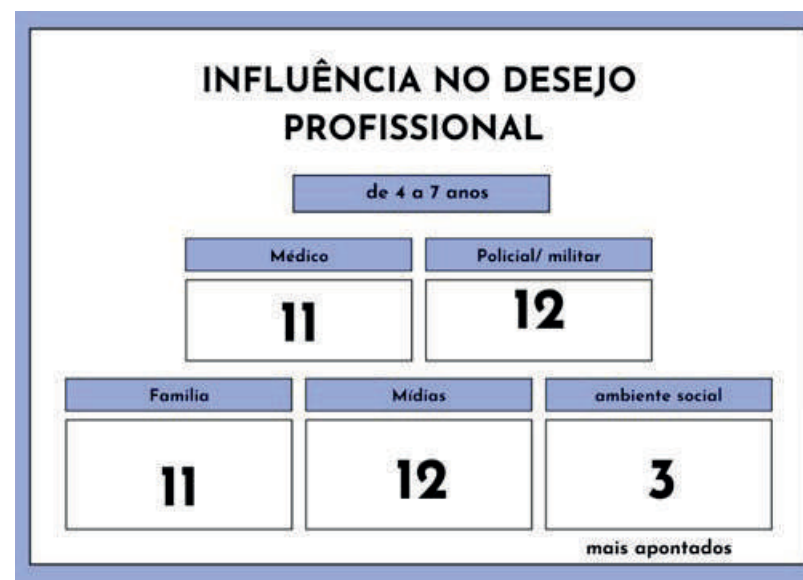 INFLUÊNCIA NO DESEJO
PROFISSIONAL
de 4 a 7 anos
Médico
Policial/ militar
11
12
Família
Mídias
ambiente social
11
12
3
mais apontados